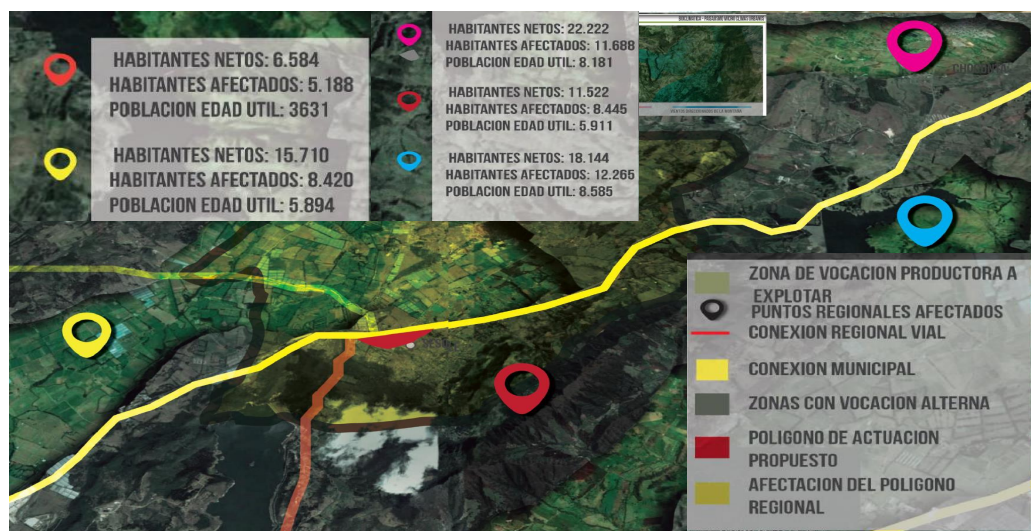 HABITANTES NETOS: 6.584
HABITANTES AFECTADOS: 5.188
POBLACION EDAD UTIL: 3631
HABITANTES NETOS: 15.710
HABITANTES AFECTADOS: 8.420
POBLACION EDAD UTIL: 5.894
HABITANTES NETOS: 22.222
HABITANTES AFECTADOS: 11.688
POBLACION EDAD UTIL: 8.181
HABITANTES NETOS: 11.522
HABITANTES AFECTADOS: 8.445
POBLACION EDAD UTIL: 5.911
HABITANTES NETOS: 18.144
HABITANTES AFECTADOS: 12.265
POBLACION EDAD UTIL: 8.585
ZONA DE VOCACION PRODUCTORA A
EXPLOTAR
PUNTOS REGIONALES AFECTADOS
CONEXION REGIONAL VIAL
CONEXION MUNICIPAL
ZONAS CON VOCACION ALTERNA
POLIGONO DE ACTUACION
PROPUESTO
AFECTACION DEL POLIGONO
REGIONAL